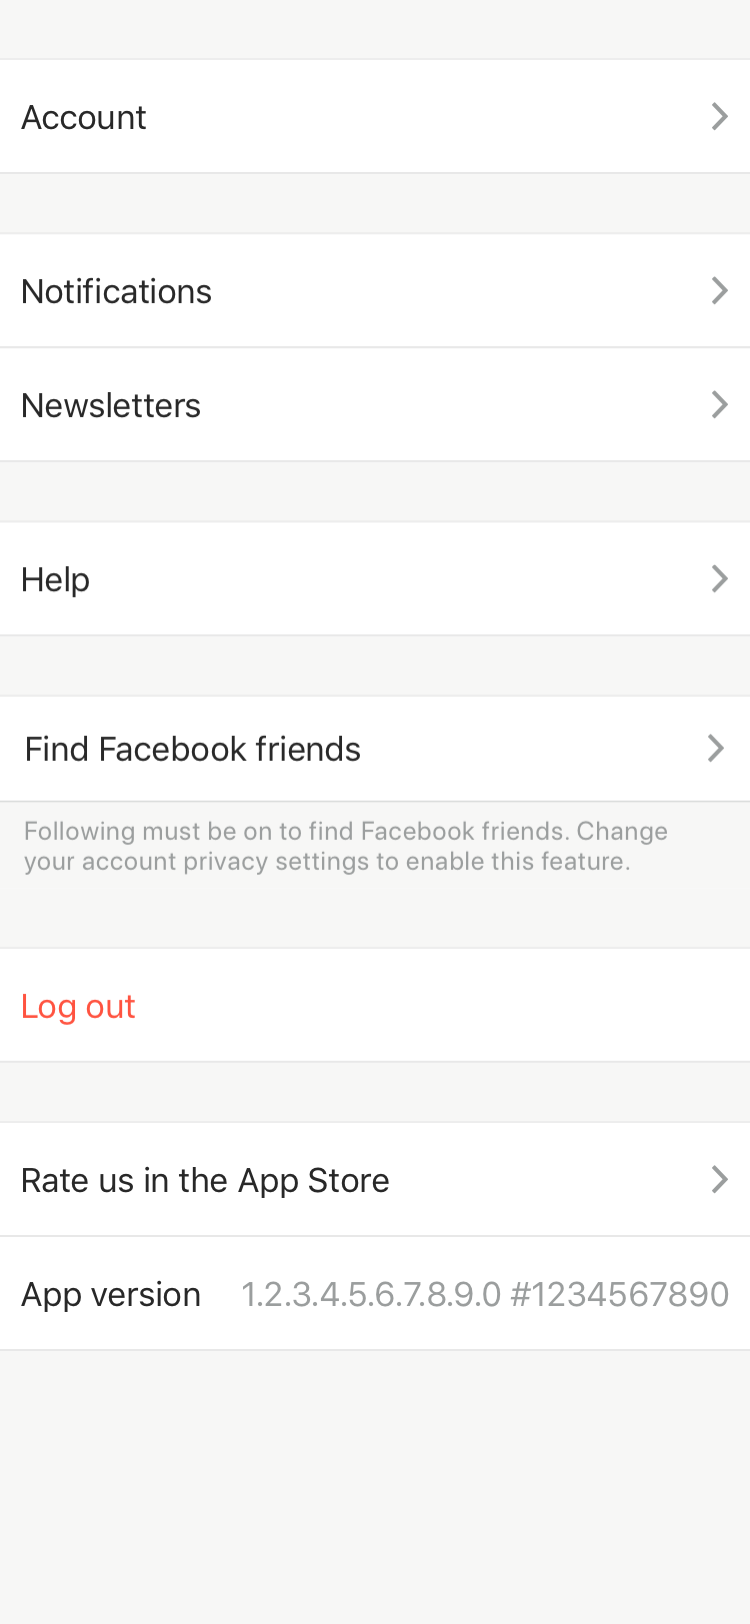 Account
Notifications
Newsletters
Help
Find Facebook friends
Following must be on to find Facebook friends. Change
your account privacy settings to enable this feature.
Log out
Rate us in the App Store
App version 1.2.3.4.5.6.7.8.9.0 #1234567890